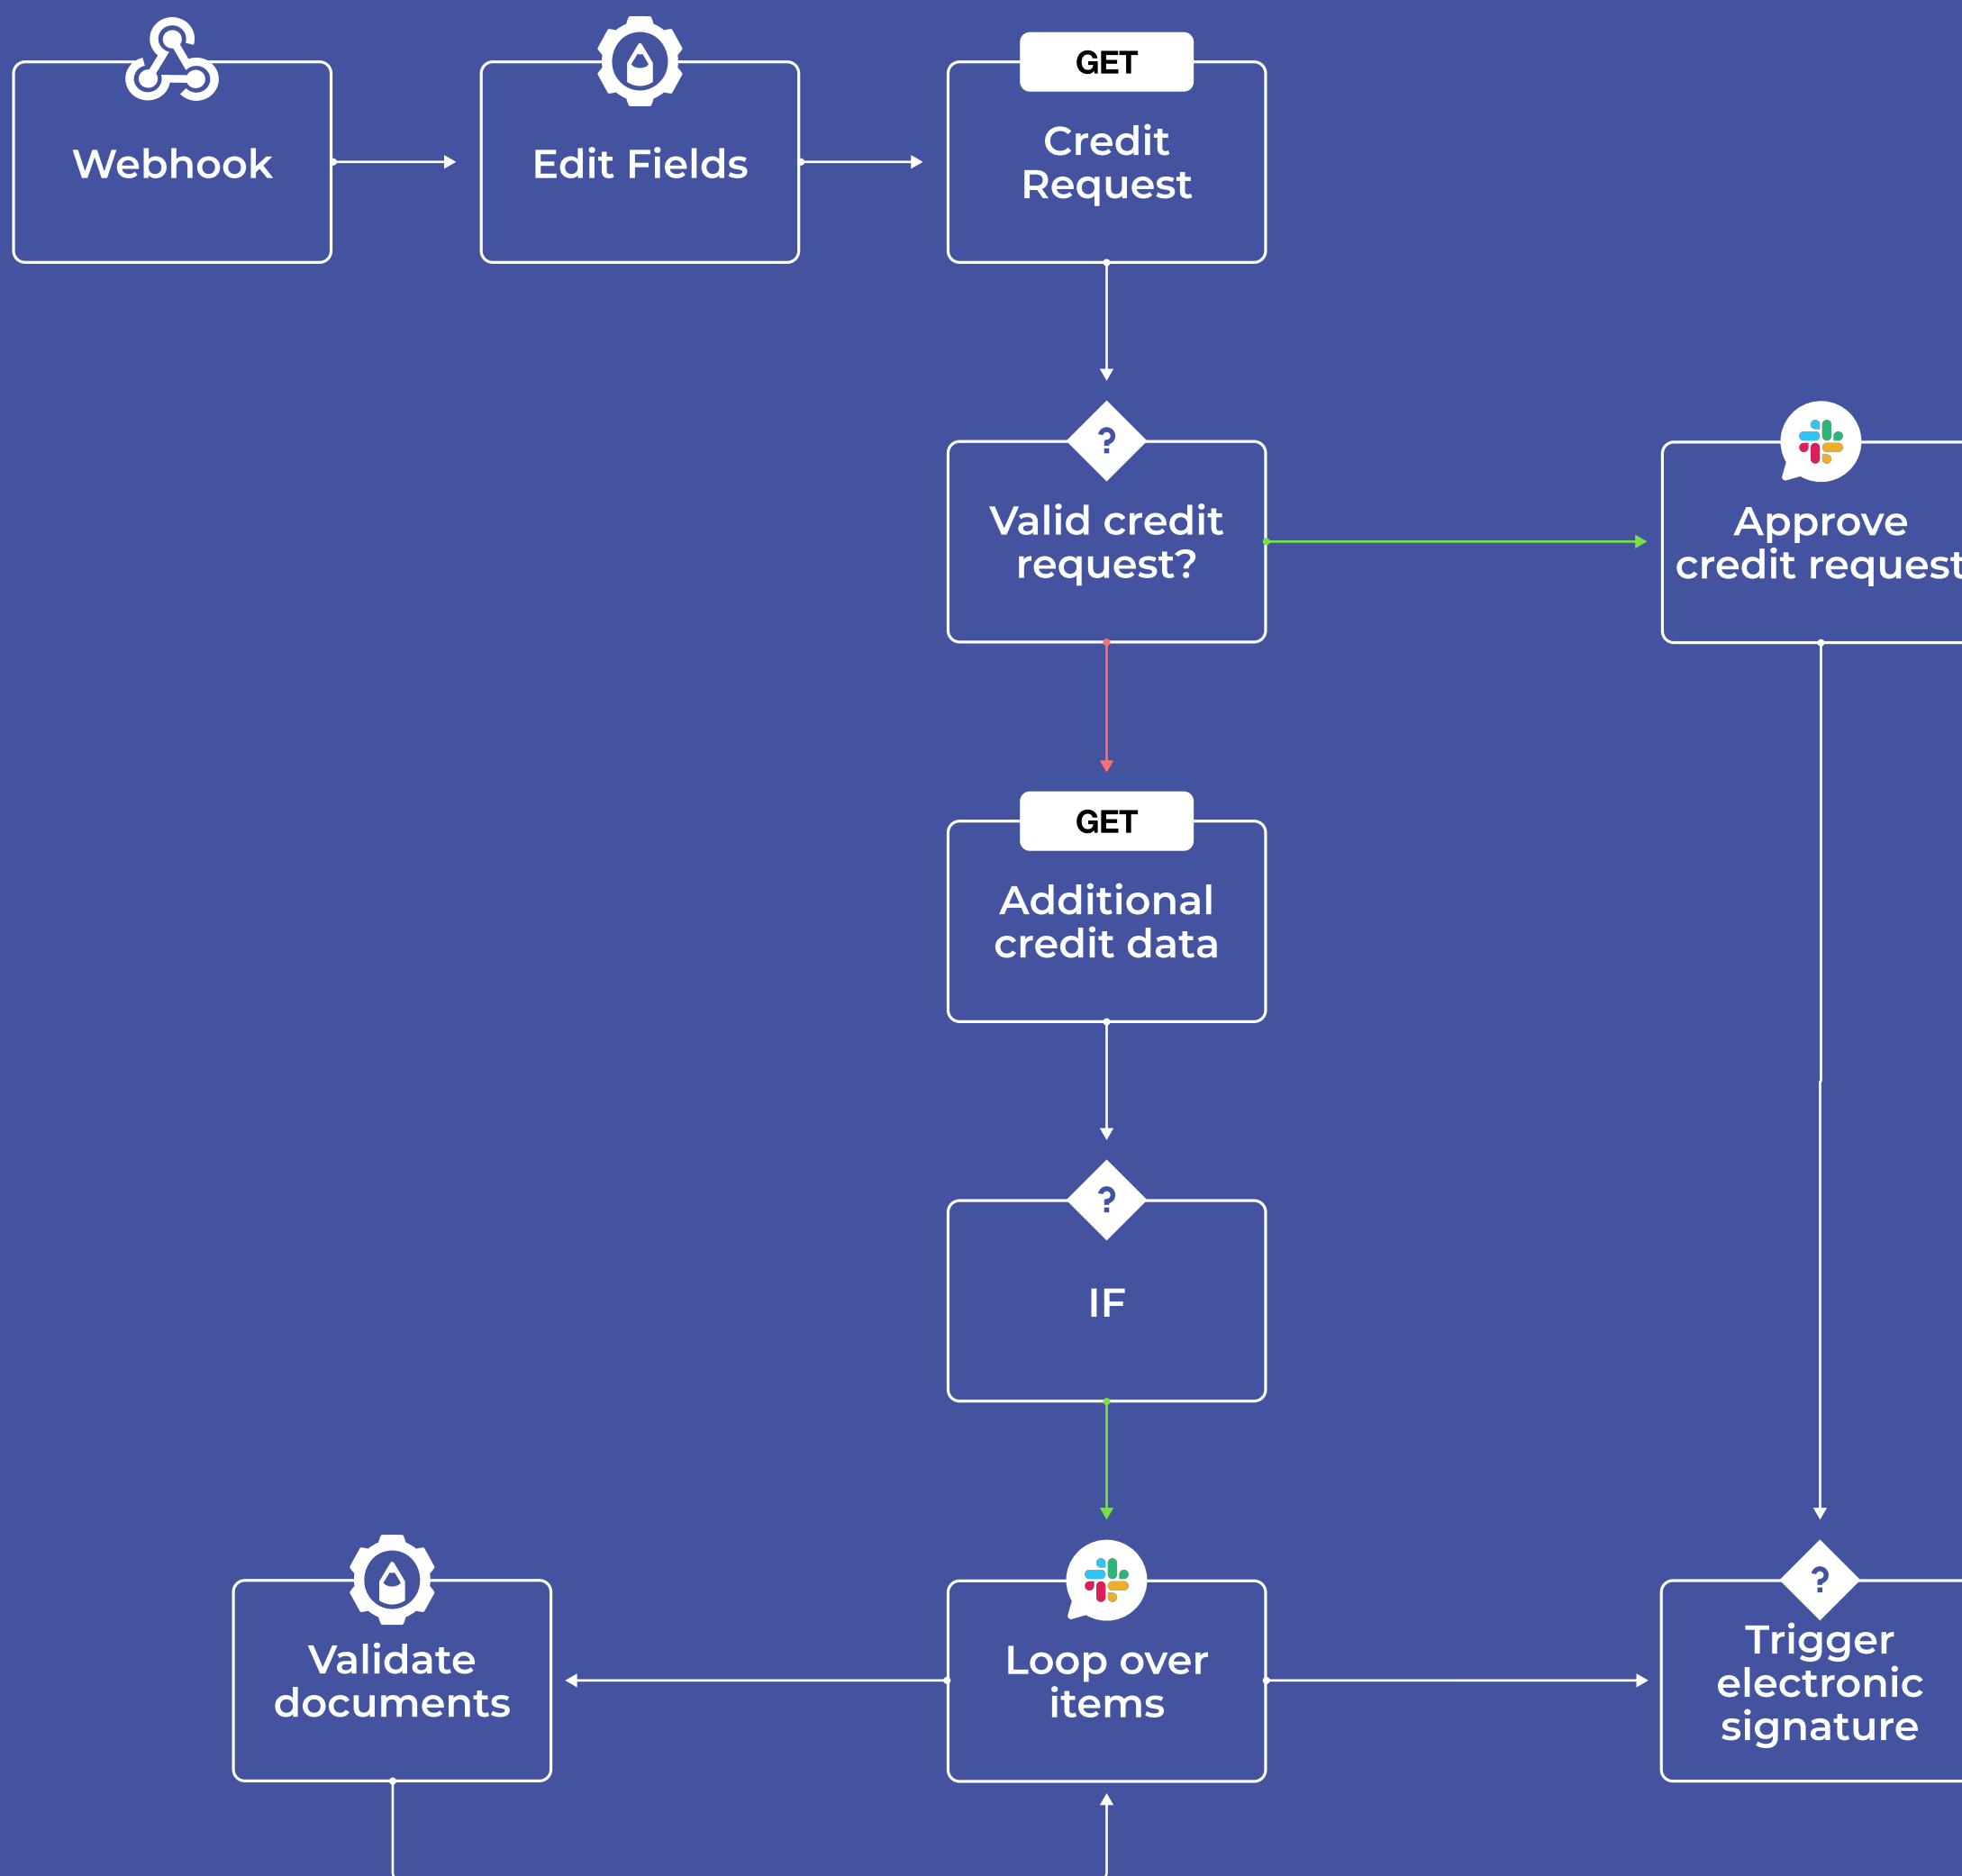 Webhook
Edit Fields
GET
Credit
Request
?
Valid credit
request?
Approve
credit request
GET
Additional
credit data
?
IF
Validate
documents
Loop over
items
?
Trigger
electronic
signature